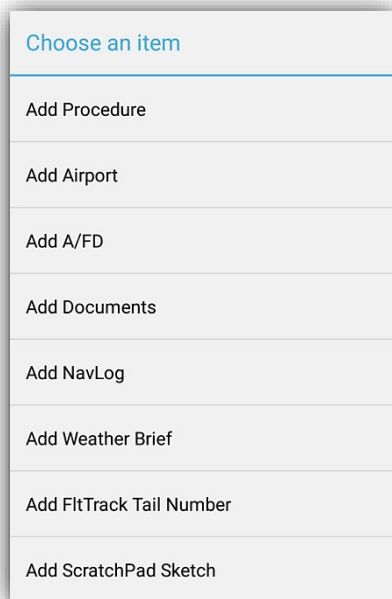 Choose an item
Add Procedure
Add Airport
Add A/FD
Add Documents
Add NavLog
Add Weather Brief
Add FltTrack Tail Number
Add ScratchPad Sketch